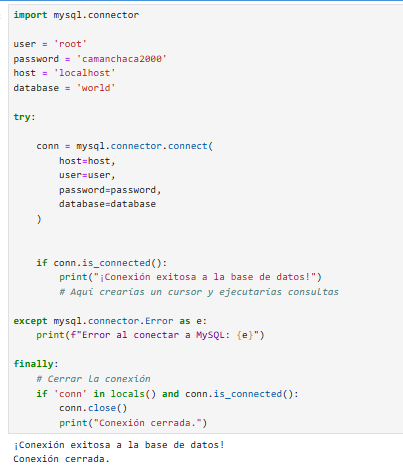 import mysql.connector
user = 'root'
password = 'camanchaca2000'
host = 'localhost'
database = 'world'
try:
conn = mysql.connector.connect(
host=host,
user=user,
password=password,
database=database
)
if conn.is_connected():
print("¡Conexión exitosa a la base de datos!")
# Aquí crearías un cursor y ejecutarías consultas
except mysql.connector.Error as e:
print(f"Error al conectar a MySQL: {e}")
finally:
# Cerrar la conexión
if 'conn' in locals() and conn.is_connected():
conn.close()
print("Conexión cerrada.")
¡Conexión exitosa a la base de datos!
Conexión cerrada.